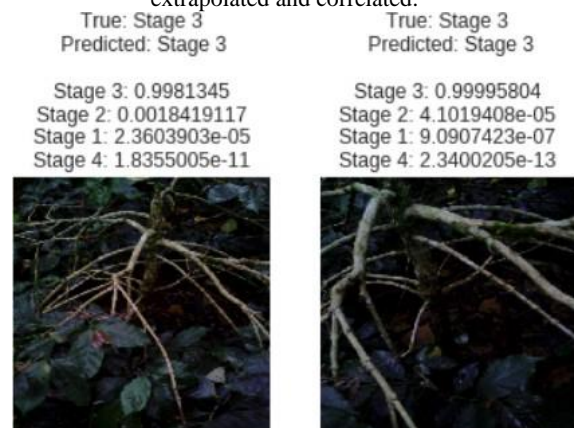 extrapolated and correlated.
True: Stage 3
Predicted: Stage 3
Stage 3: 0.9981345
Stage 2: 0.0018419117
Stage 1: 2.3603903e-05
Stage 4: 1.8355005e-11
True: Stage 3
Predicted: Stage 3
Stage 3: 0.99995804
Stage 2: 4.1019408e-05
Stage 1: 9.0907423e-07
Stage 4: 2.3400205e-13